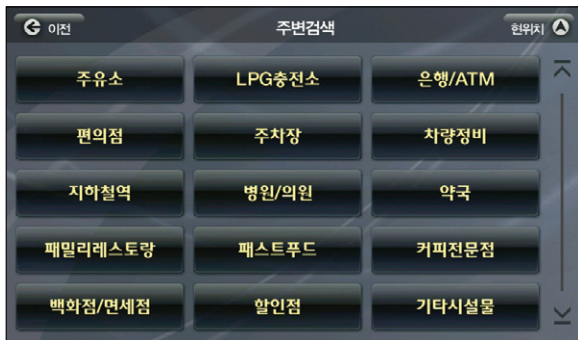 이전 주변검색 현위치
주유소 LPG충전소 은행/ATM
편의점 주차장 차량정비
지하철역 병원/의원 약국
패밀리레스토랑 패스트푸드 커피전문점
백화점/면세점 할인점 기타시설물